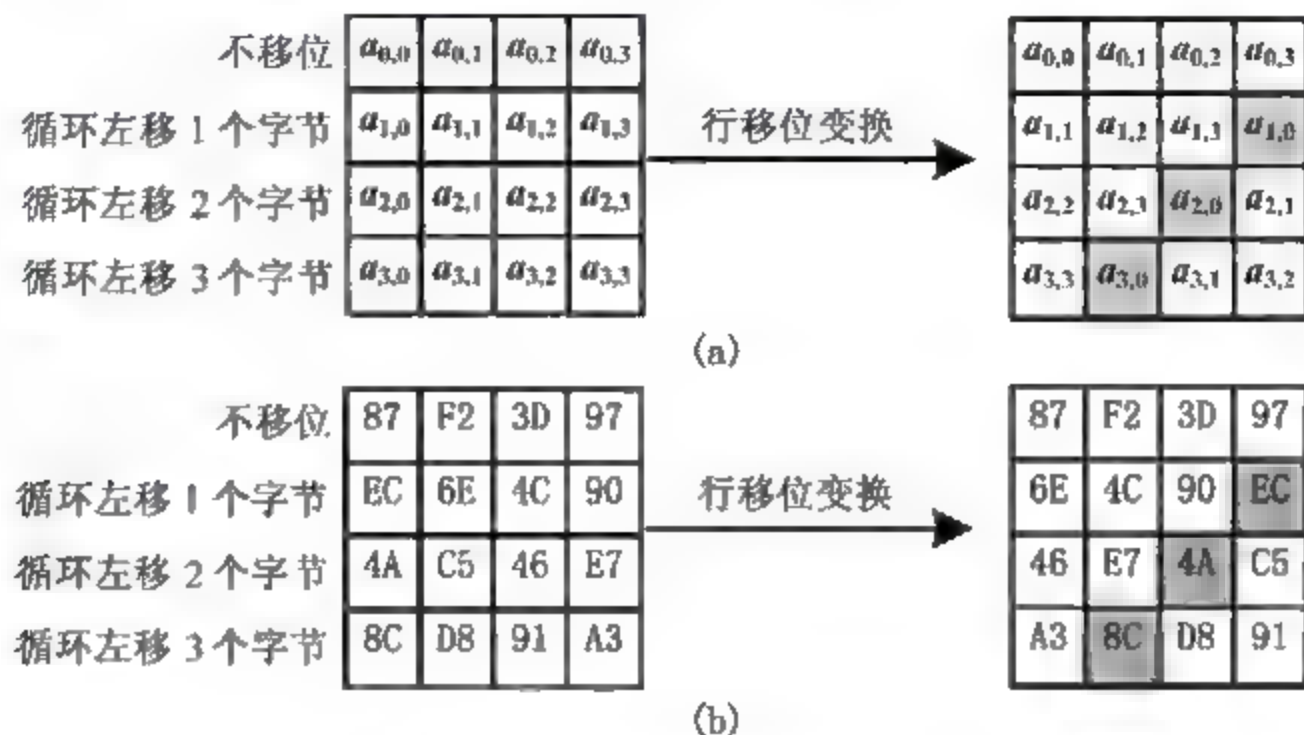 不移位 a0,0 a0,1 a0,2 a0,3 a0,0 a0,1 a0,2 a0,3
循环左移 1 个字节 a1,0 a1,1 a1,2 a1,3 行移位变换 a1,1 a1,2 a1,3 a1,0
循环左移 2 个字节 a2,0 a2,1 a2,2 a2,3 a2,2 a2,3 a2,0 a2,1
循环左移 3 个字节 a3,0 a3,1 a3,2 a3,3 a3,3 a3,0 a3,1 a3,2
(a)
不移位 87 F2 3D 97 87 F2 3D 97
循环左移 1 个字节 EC 6E 4C 90 行移位变换 6E 4C 90 EC
循环左移 2 个字节 4A C5 46 E7 46 E7 4A C5
循环左移 3 个字节 8C D8 91 A3 A3 8C D8 91
(b)